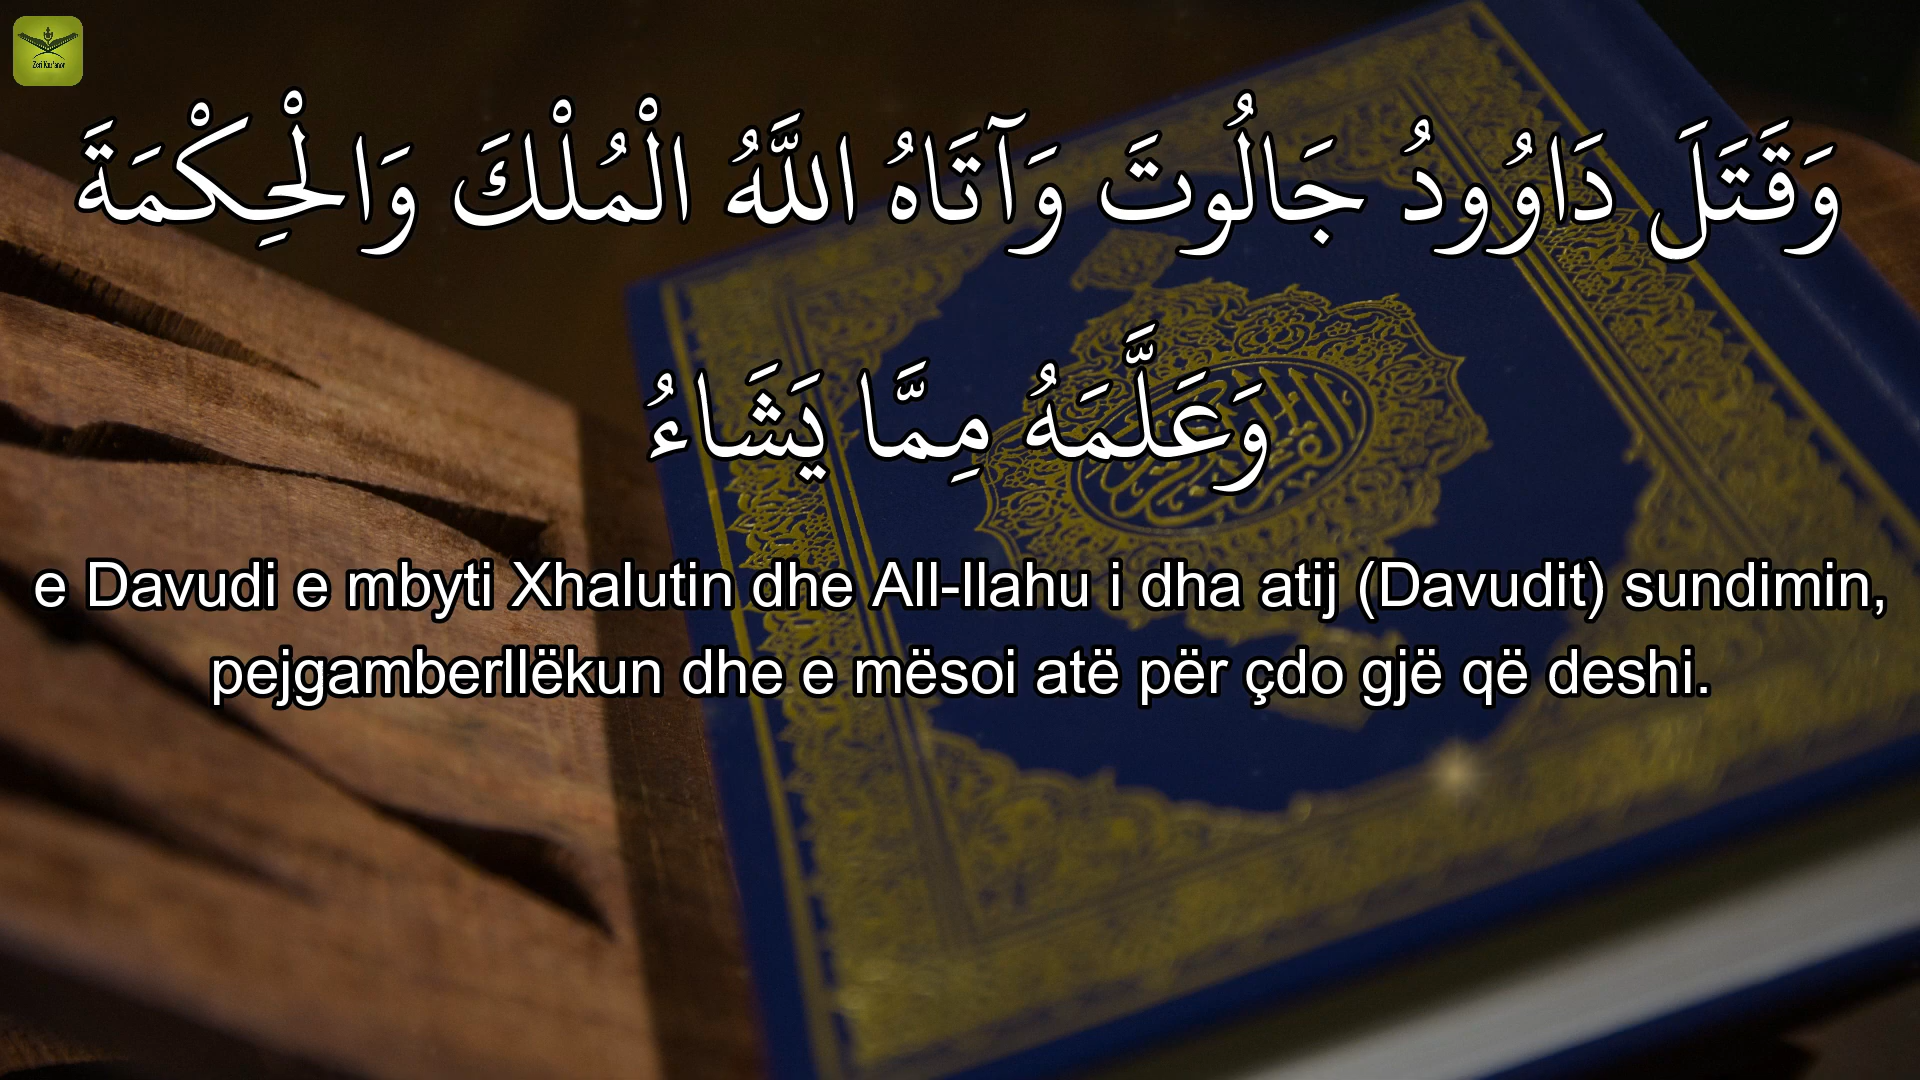 وَقَتَلَ دَاوُودُ جَالُوتَ وَآتَاهُ اللَّهُ الْمُلْكَ وَالْحِكْمَةَ
وَعَلَّمَهُ مِمَّا يَشَاءُ
e Davudi e mbyti Xhalutin dhe All-llahu i dha atij (Davudit) sundimin,
pejgamberllëkun dhe e mësoi atë për çdo gjë që deshi.